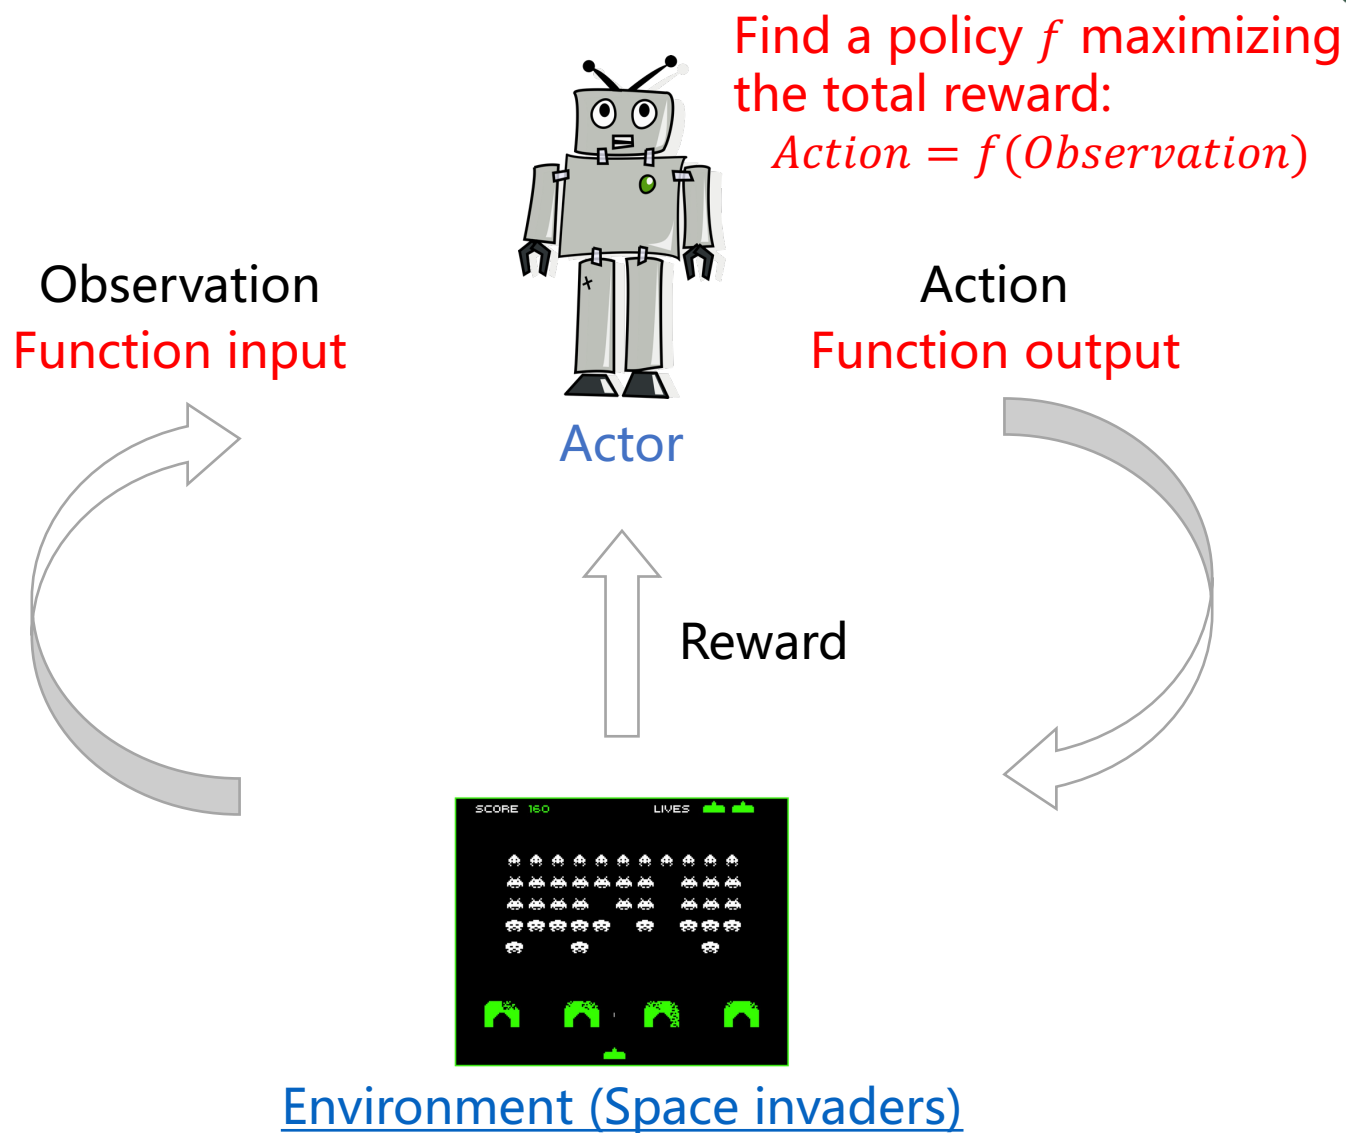 Find a policy f maximizing
the total reward:
Action = f(Observation)
Observation
Function input
Action
Function output
Actor
Reward
SCORE 160 LIVES
Environment (Space invaders)